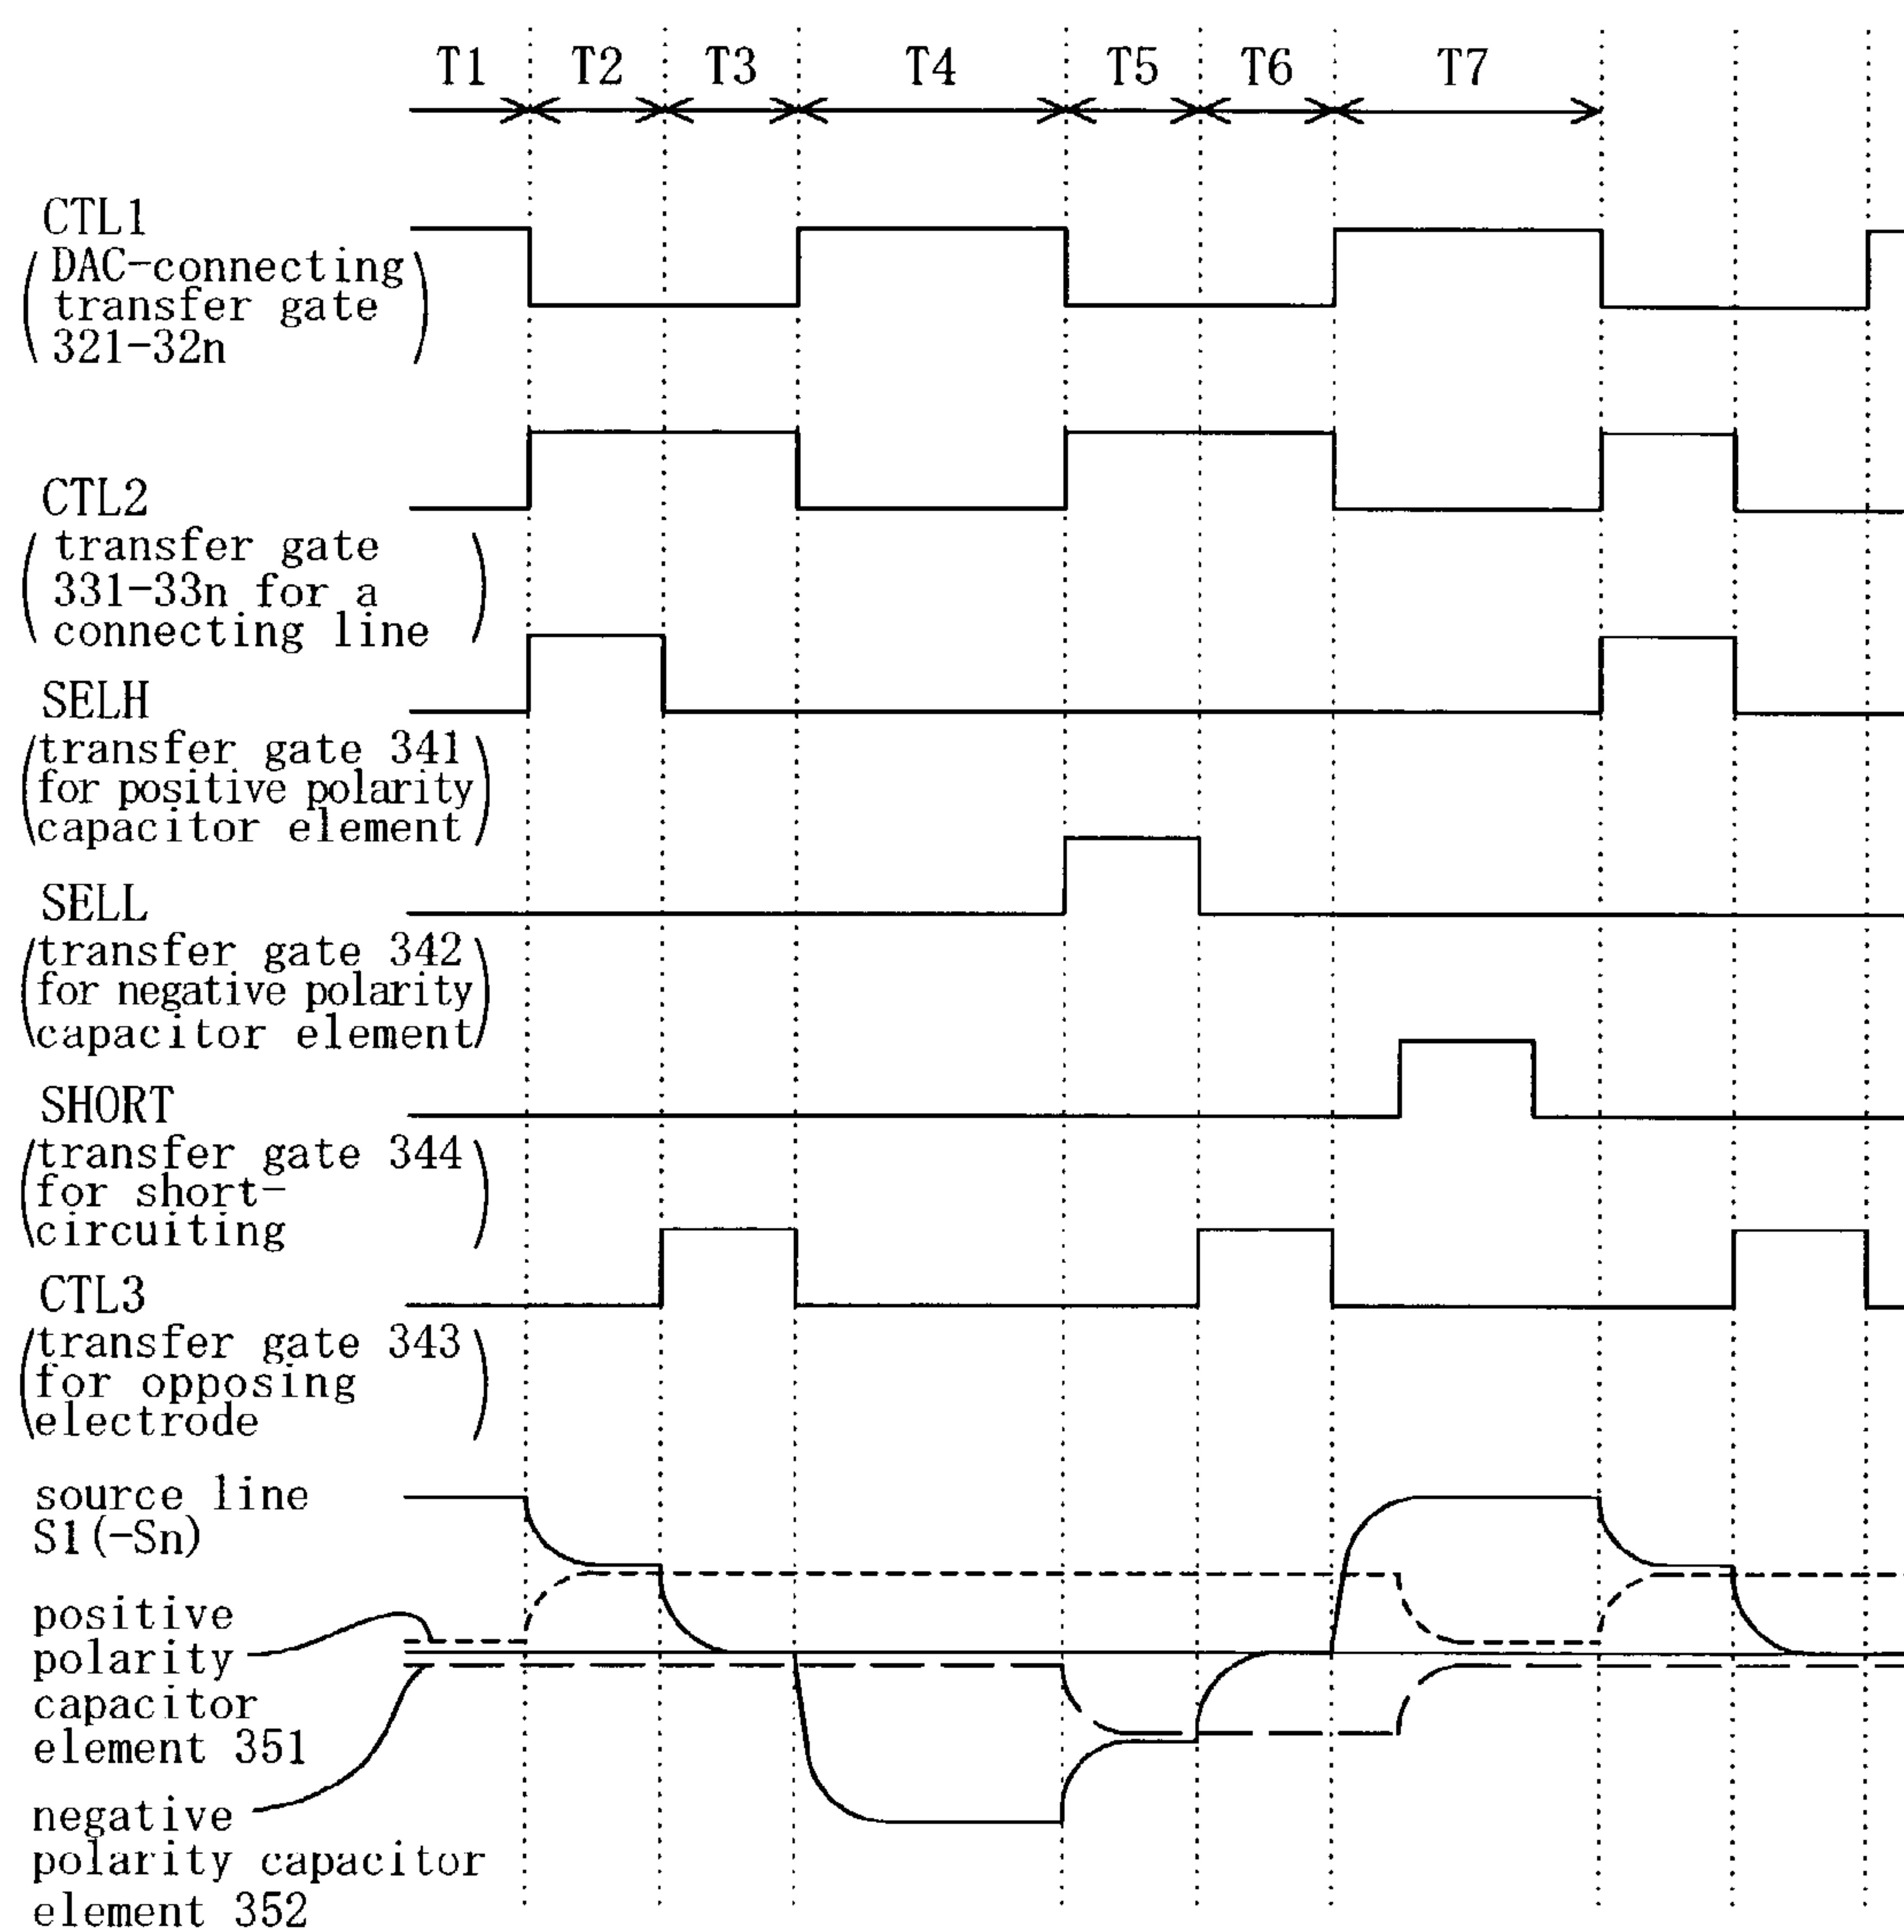 T1 T2 T3 T4 T5 T6 T7
CTL1
DAC-connecting
transfer gate
321-32n
CTL2
transfer gate
331-33n for a
connecting line
SELH
transfer gate 341
for positive polarity
capacitor element
SELL
transfer gate 342
for negative polarity
capacitor element
SHORT
transfer gate 344
for short-
circuiting
CTL3
transfer gate 343
for opposing
electrode
source line
S1(-Sn)
positive
polarity
capacitor
element 351
negative
polarity capacitor
element 352